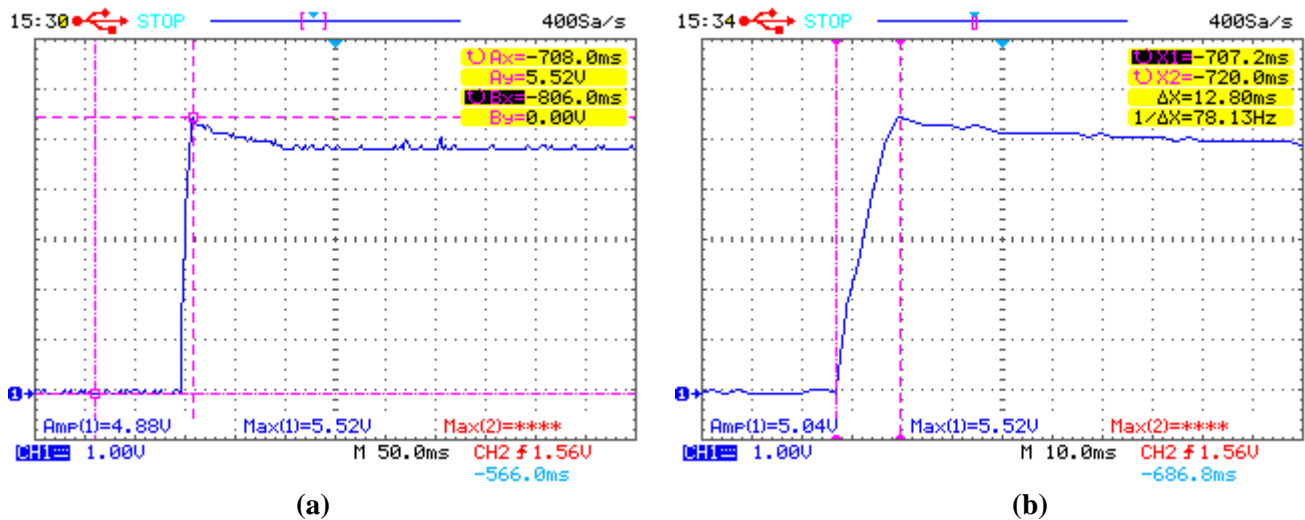 15:30 STOP 400Sa/s
Ax=-708.0ms
Ay=5.52V
Bx=-806.0ms
By=0.00V
1
Amp(1)=4.88V Max(1)=5.52V Max(2)=****
CH1 1.00V M 50.0ms CH2 1.56V
-566.0ms
(a)
15:34 STOP 400Sa/s
X1=-707.2ms
X2=-720.0ms
ΔX=12.80ms
1/ΔX=78.13Hz
1
Amp(1)=5.04V Max(1)=5.52V Max(2)=****
CH1 1.00V M 10.0ms CH2 1.56V
-686.8ms
(b)